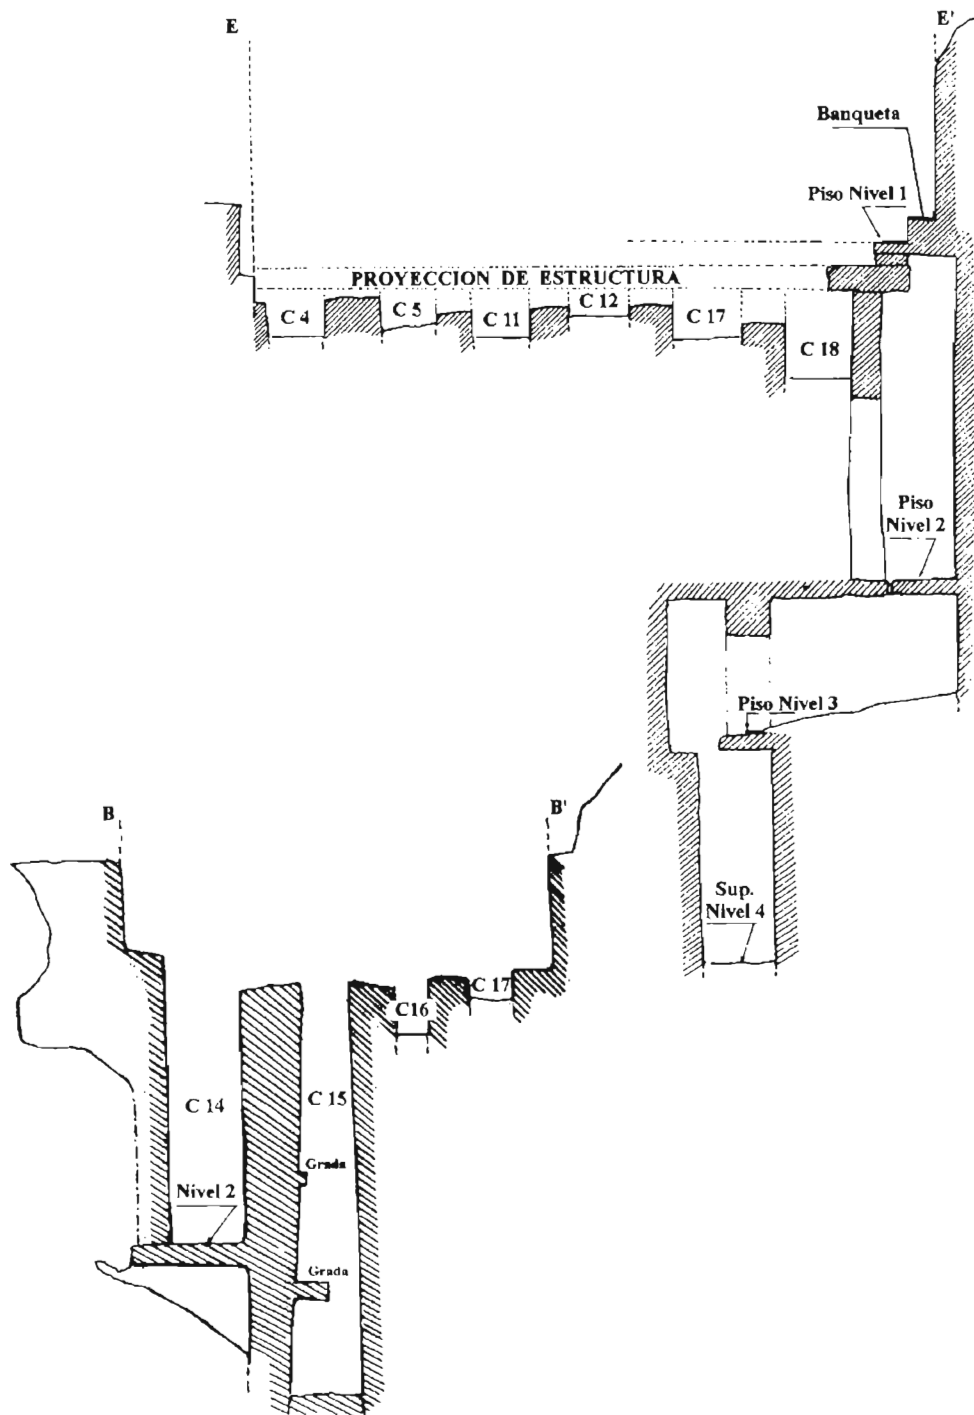 E
E'
Banqueta
Piso Nivel 1
PROYECCION DE ESTRUCTURA
C 4
C 5
C 11
C 12
C 17
C 18
Piso
Nivel 2
Piso Nivel 3
Sup.
Nivel 4
B
B'
C 14
C 15
C16
C 17
Grada
Nivel 2
Grada